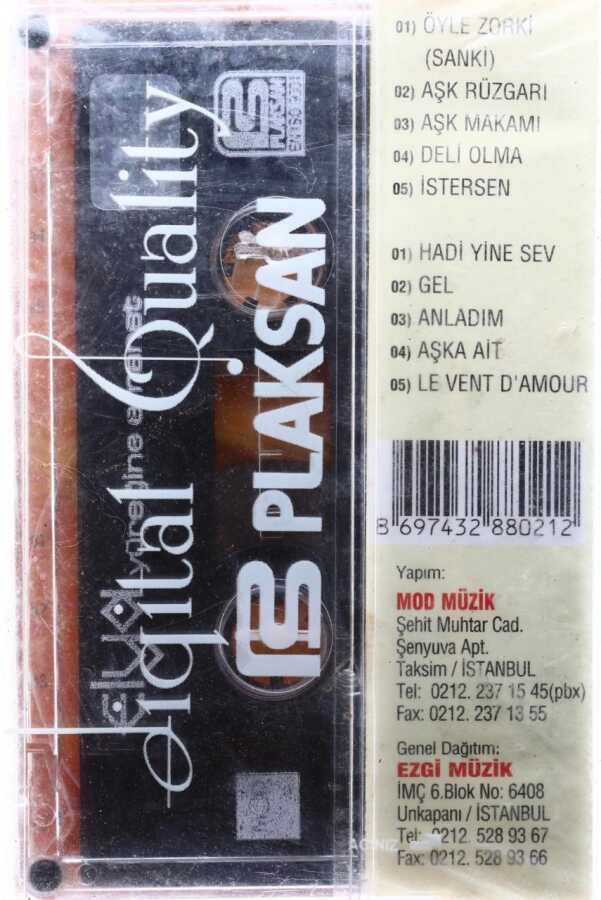 01) ÖYLE ZORKİ
(SANKİ)
02) AŞK RÜZGARI
03) AŞK MAKAMI
04) DELİ OLMA
05) İSTERSEN
01) HADİ YİNE SEV
02) GEL
03) ANLADIM
04) AŞKA AİT
05) LE VENT D'AMOUR
8 697432 880212
Yapım:
MOD MÜZİK
Şehit Muhtar Cad.
Şenyuva Apt.
Taksim / İSTANBUL
Tel: 0212. 237 15 45(pbx)
Fax: 0212. 237 13 55
Genel Dağıtım:
EZGİ MÜZİK
İMÇ 6.Blok No: 6408
Unkapanı / İSTANBUL
Tel: 0212. 528 93 67
Fax: 0212. 528 93 66
AÇINIZ
Digital Quality
PLAKSAN
PLAKSAN
yüreğine